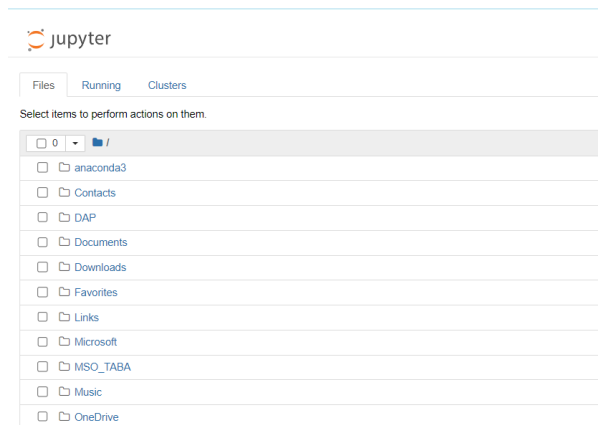 jupyter
Files Running Clusters
Select items to perform actions on them.
0 /
anaconda3
Contacts
DAP
Documents
Downloads
Favorites
Links
Microsoft
MSO_TABA
Music
OneDrive